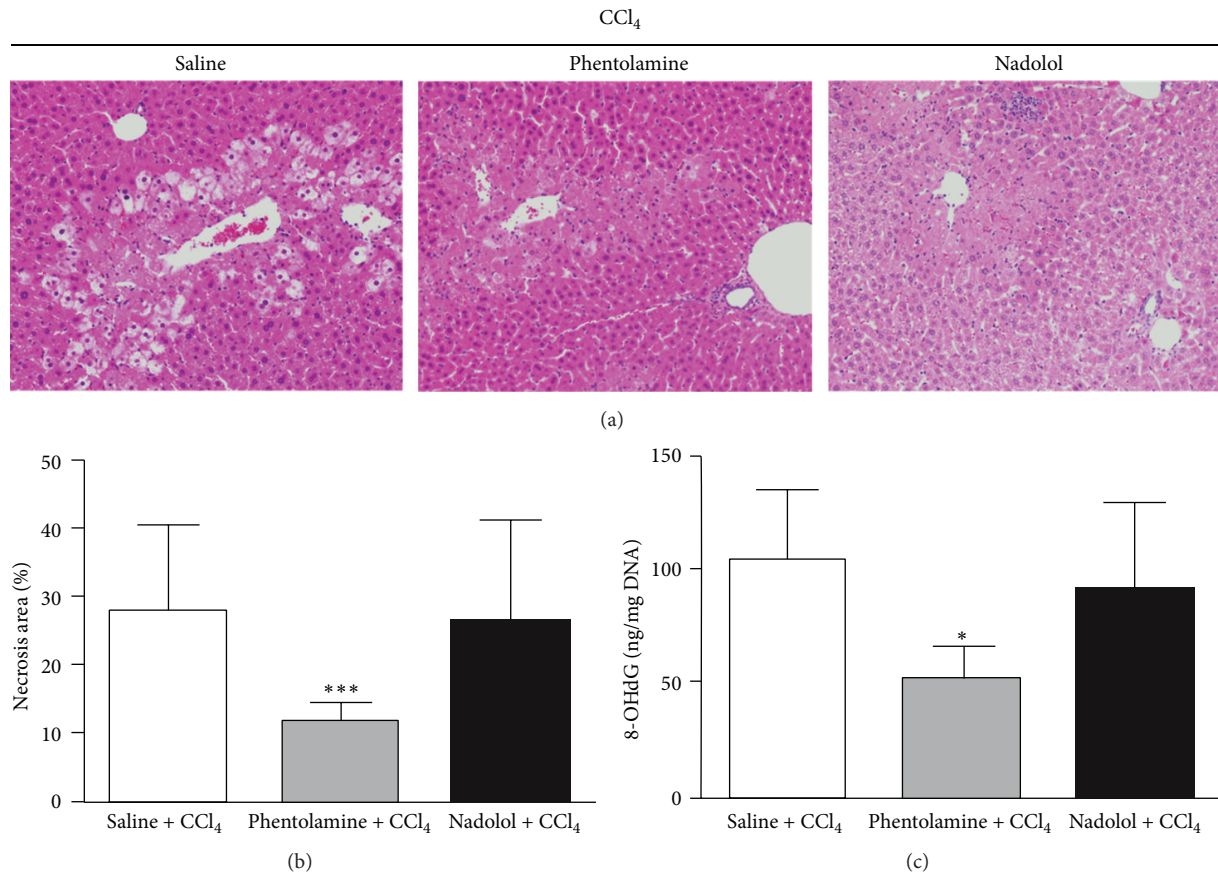 CCl₄
Saline Phentolamine Nadolol
(a)
50
40
30
20
10
0
Necrosis area (%)
***
Saline + CCl₄ Phentolamine + CCl₄ Nadolol + CCl₄
(b)
150
100
50
0
8-OHdG (ng/mg DNA)
*
Saline + CCl₄ Phentolamine + CCl₄ Nadolol + CCl₄
(c)